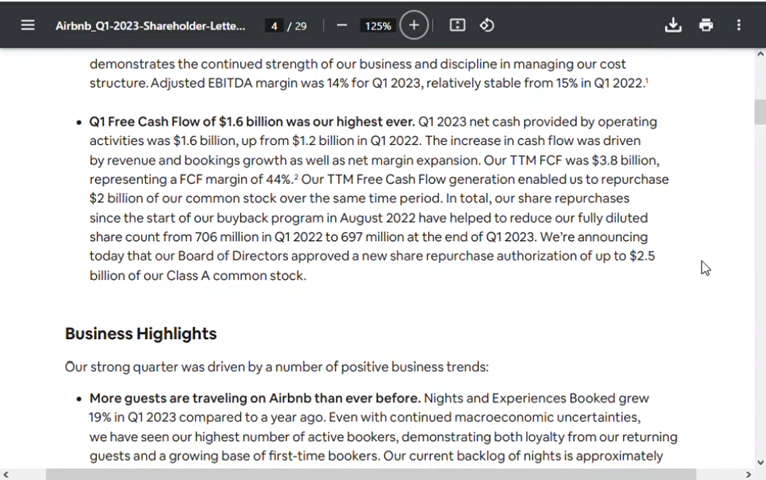 Airbnb_Q1-2023-Shareholder-Lette... 4 / 29 125%
demonstrates the continued strength of our business and discipline in managing our cost
structure. Adjusted EBITDA margin was 14% for Q1 2023, relatively stable from 15% in Q1 2022.¹
• Q1 Free Cash Flow of $1.6 billion was our highest ever. Q1 2023 net cash provided by operating
activities was $1.6 billion, up from $1.2 billion in Q1 2022. The increase in cash flow was driven
by revenue and bookings growth as well as net margin expansion. Our TTM FCF was $3.8 billion,
representing a FCF margin of 44%.² Our TTM Free Cash Flow generation enabled us to repurchase
$2 billion of our common stock over the same time period. In total, our share repurchases
since the start of our buyback program in August 2022 have helped to reduce our fully diluted
share count from 706 million in Q1 2022 to 697 million at the end of Q1 2023. We're announcing
today that our Board of Directors approved a new share repurchase authorization of up to $2.5
billion of our Class A common stock.
Business Highlights
Our strong quarter was driven by a number of positive business trends:
• More guests are traveling on Airbnb than ever before. Nights and Experiences Booked grew
19% in Q1 2023 compared to a year ago. Even with continued macroeconomic uncertainties,
we have seen our highest number of active bookers, demonstrating both loyalty from our returning
guests and a growing base of first-time bookers. Our current backlog of nights is approximately